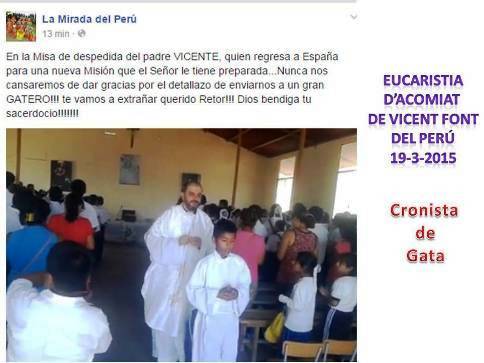 La Mirada del Perú
13 min ·
En la Misa de despedida del padre VICENTE, quien regresa a España
para una nueva Misión que el Señor le tiene preparada...Nunca nos
cansaremos de dar gracias por el detallazo de enviarnos a un gran
GATERO!!! te vamos a extrañar querido Retor!!! Dios bendiga tu
sacerdocio!!!!!!!
EUCARISTIA
D'ACOMIAT
DE VICENT FONT
DEL PERÚ
19-3-2015
Cronista
de
Gata